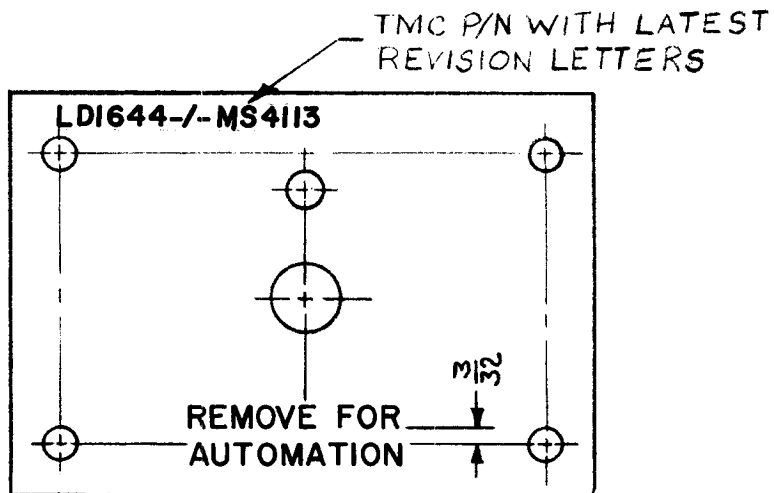 TMC P/N WITH LATEST
REVISION LETTERS
LD1644-/-MS4113
3/32
REMOVE FOR
AUTOMATION